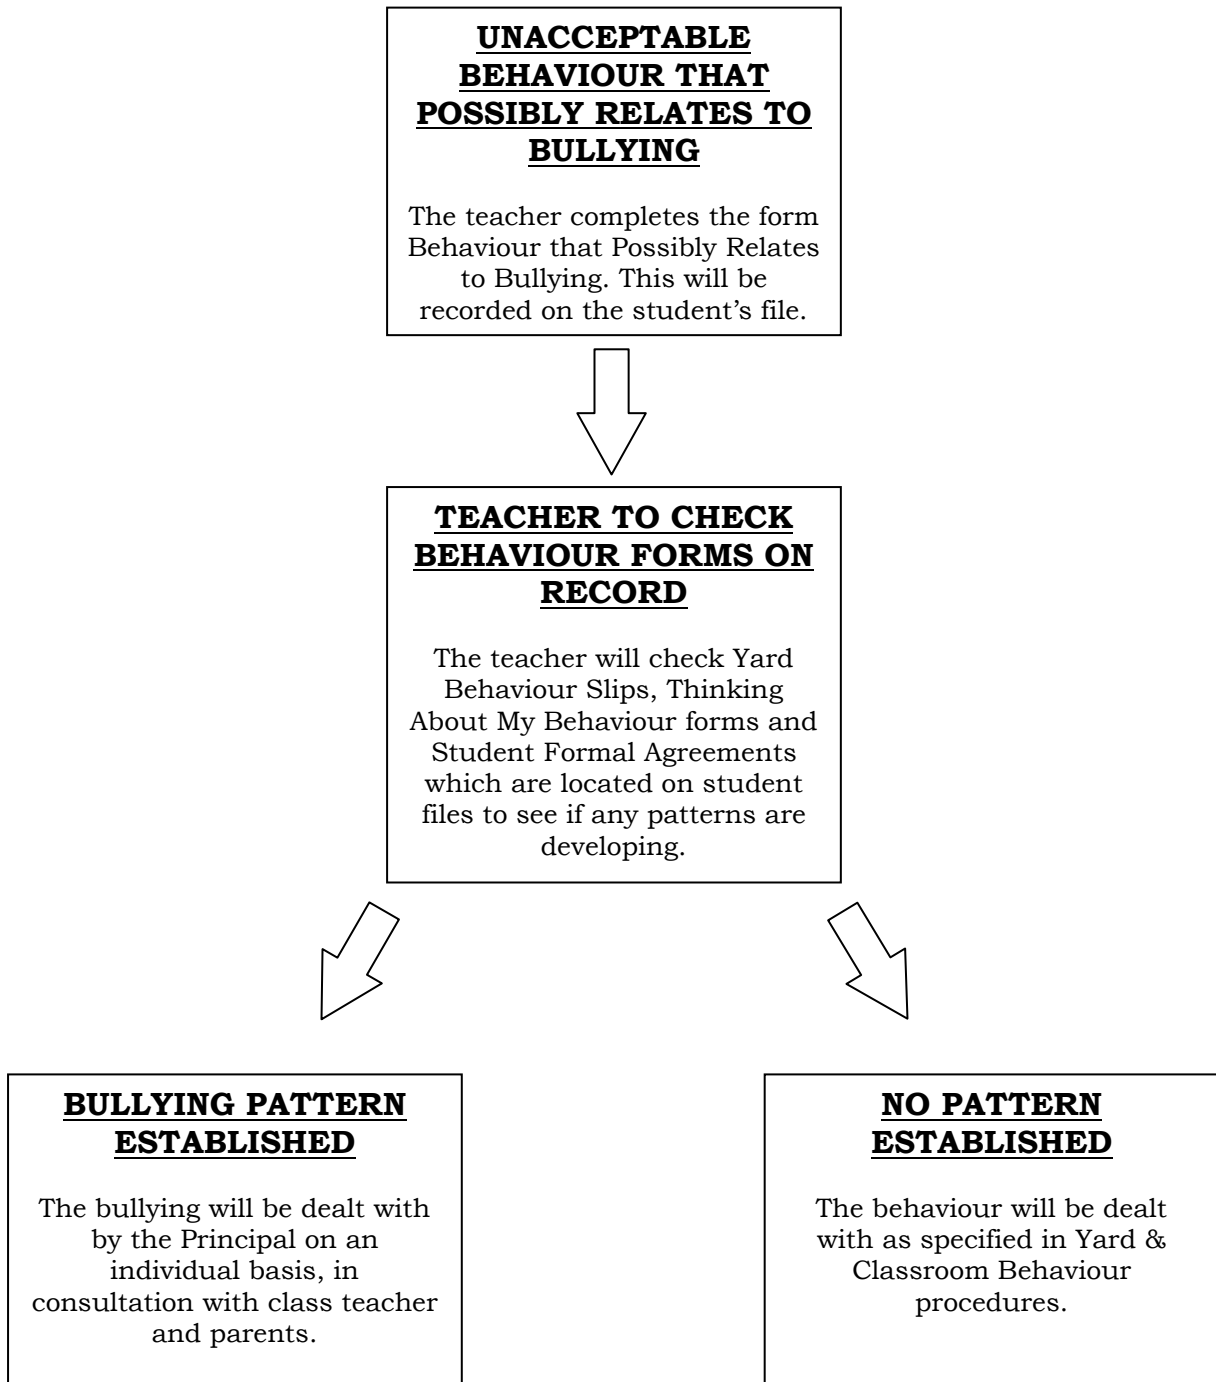 UNACCEPTABLE
BEHAVIOUR THAT
POSSIBLY RELATES TO
BULLYING
The teacher completes the form
Behaviour that Possibly Relates
to Bullying. This will be
recorded on the student’s file.
TEACHER TO CHECK
BEHAVIOUR FORMS ON
RECORD
The teacher will check Yard
Behaviour Slips, Thinking
About My Behaviour forms and
Student Formal Agreements
which are located on student
files to see if any patterns are
developing.
BULLYING PATTERN
ESTABLISHED
The bullying will be dealt with
by the Principal on an
individual basis, in
consultation with class teacher
and parents.
NO PATTERN
ESTABLISHED
The behaviour will be dealt
with as specified in Yard &
Classroom Behaviour
procedures.